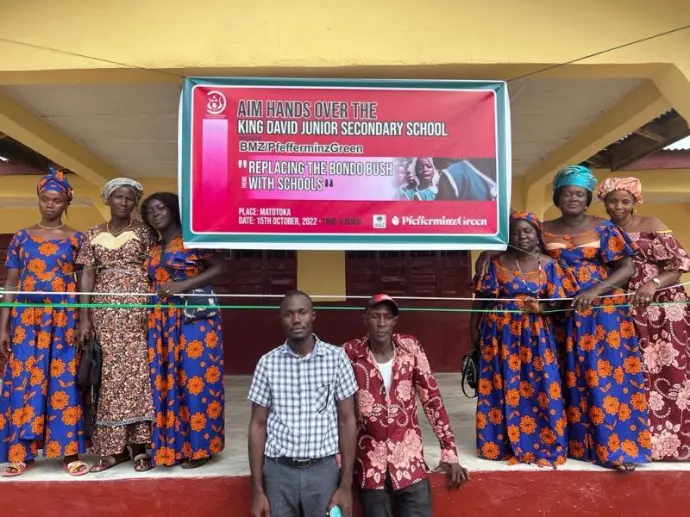 AIM HANDS OVER THE
KING DAVID JUNIOR SECONDARY SCHOOL
BMZ/PfefferminzGreen
"REPLACING THE BONDO BUSH
WITH SCHOOLS"
PLACE: MATOTOKA
DATE: 15TH OCTOBER, 2022 - TIME:
PfefferminzGreen